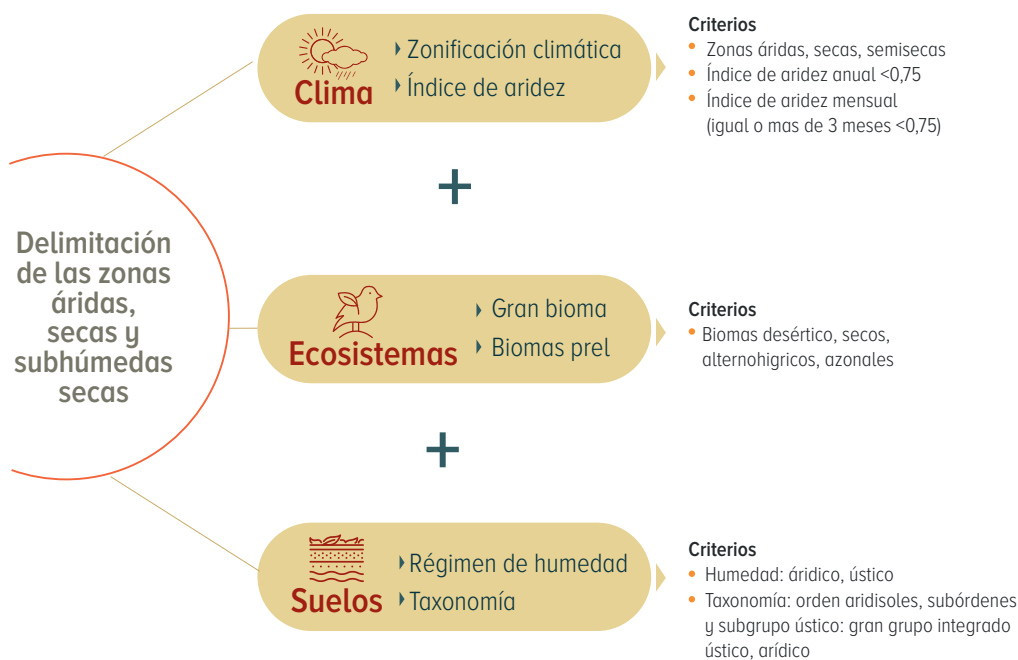 Delimitación
de las zonas
áridas,
secas y
subhúmedas
secas
Clima
Zonificación climática
Índice de aridez
Criterios
Zonas áridas, secas, semisecas
Índice de aridez anual <0,75
Índice de aridez mensual
(igual o mas de 3 meses <0,75)
+
Ecosistemas
Gran bioma
Biomas prel
Criterios
Biomas desértico, secos,
alternohigricos, azonales
+
Suelos
Régimen de humedad
Taxonomía
Criterios
Humedad: áridico, ústico
Taxonomía: orden aridisoles, subórdenes
y subgrupo ústico: gran grupo integrado
ústico, arídico